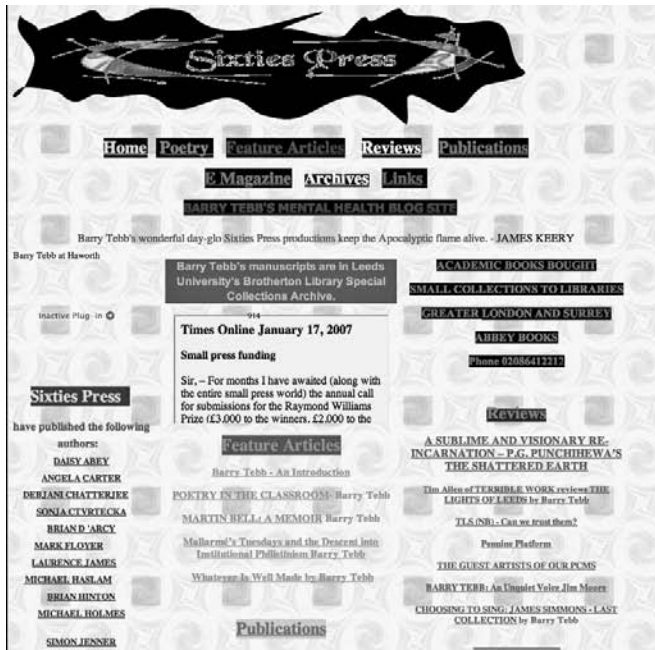 Sixties Press
Home Poetry Feature Articles Reviews Publications
E Magazine Archives Links
BARRY TEBB'S MENTAL HEALTH BLOG SITE
Barry Tebb's wonderful day-glo Sixties Press productions keep the Apocalyptic flame alive. - JAMES KEERY
Barry Tebb at Haworth
Inactive Plug-in
Sixties Press
have published the following
authors:
DAISY ABEY
ANGELA CARTER
DEBJANI CHATTERJEE
SONJA CTVRTECKA
BRIAN D 'ARCY
MARK FLOYER
LAURENCE JAMES
MICHAEL HASLAM
BRIAN HINTON
MICHAEL HOLMES
SIMON JENNER
Barry Tebb's manuscripts are in Leeds
University's Brotherton Library Special
Collections Archive.
914
Times Online January 17, 2007
Small press funding
Sir, – For months I have awaited (along with
the entire small press world) the annual call
for submissions for the Raymond Williams
Prize (£3,000 to the winners, £2,000 to the
Feature Articles
Barry Tebb - An Introduction
POETRY IN THE CLASSROOM- Barry Tebb
MARTIN BELL: A MEMOIR Barry Tebb
Mallarmé's Tuesdays and the Descent into
Institutional Philistinism Barry Tebb
Whatever Is Well Made by Barry Tebb
Publications
ACADEMIC BOOKS BOUGHT
SMALL COLLECTIONS TO LIBRARIES
GREATER LONDON AND SURREY
ABBEY BOOKS
Phone 02086412212
Reviews
A SUBLIME AND VISIONARY RE-
INCARNATION – P.G. PUNCHIHEWA'S
THE SHATTERED EARTH
Tim Allen of TERRIBLE WORK reviews THE
LIGHTS OF LEEDS by Barry Tebb
TLS (NB) - Can we trust them?
Pennine Platform
THE GUEST ARTISTS OF OUR PCMS
BARRY TEBB: An Unquiet Voice Jim Moore
CHOOSING TO SING: JAMES SIMMONS - LAST
COLLECTION by Barry Tebb